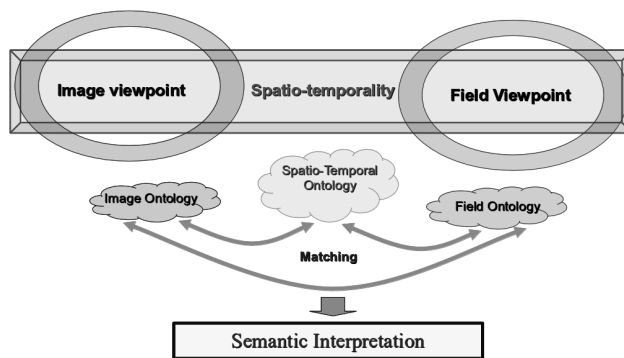 Image viewpoint
Spatio-temporality
Field Viewpoint
Spatio-Temporal
Ontology
Image Ontology
Field Ontology
Matching
Semantic Interpretation